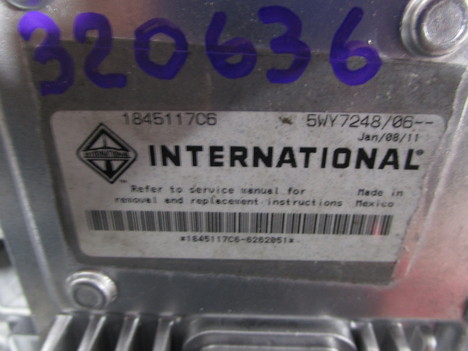 320636
1845117C6 5WY7248/06--
Jan/08/11
INTERNATIONAL®
Refer to service manual for Made in
removal and replacement instructions Mexico
*1845117C6-6262051*